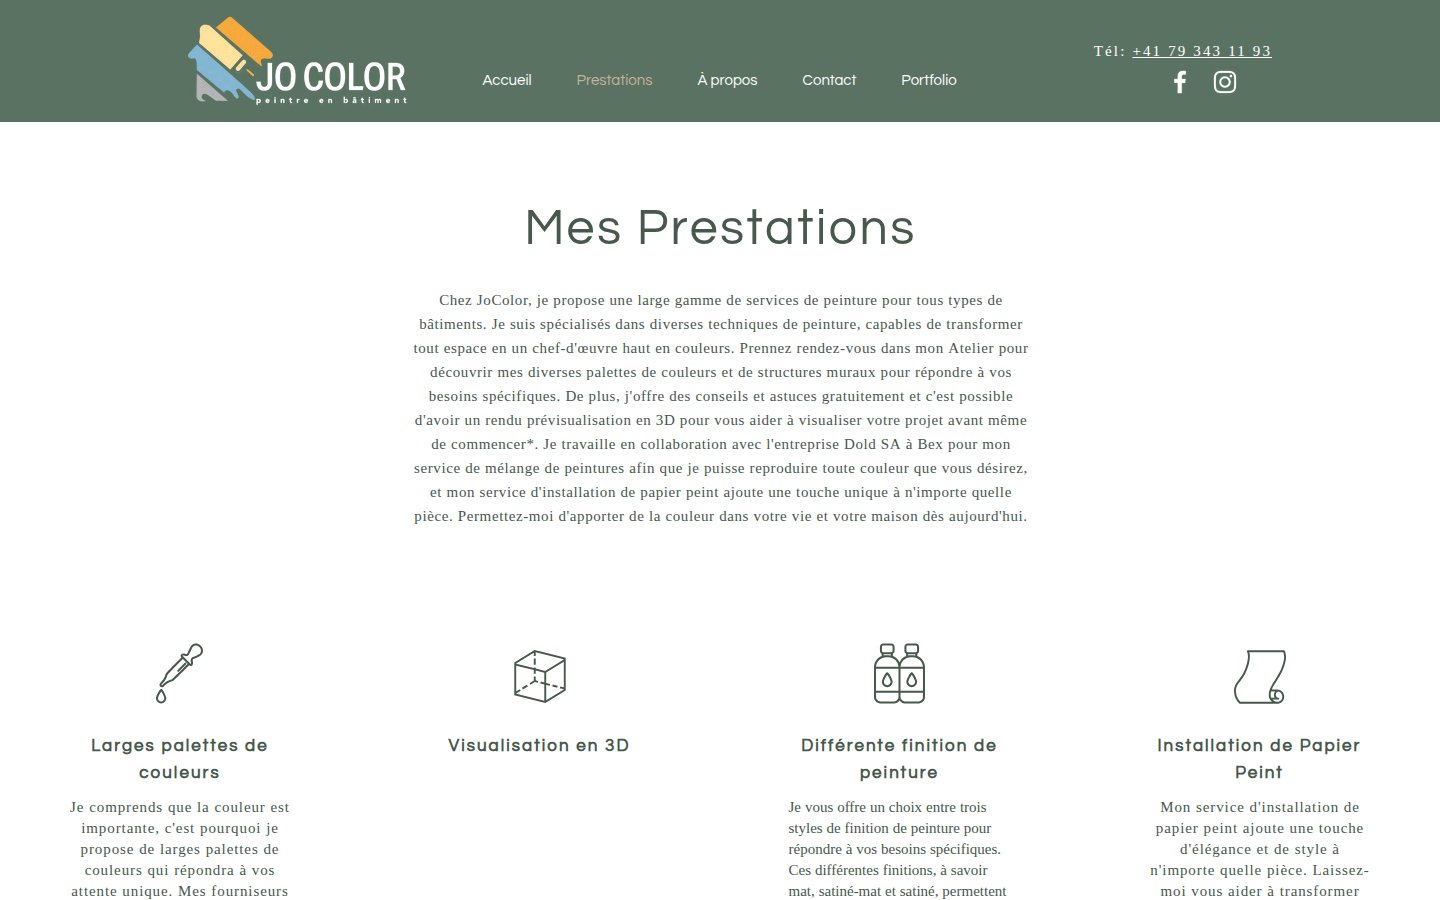 JO COLOR
peintre en bâtiment
Accueil
Prestations
À propos
Contact
Portfolio
Tél: +41 79 343 11 93
Mes Prestations
Chez JoColor, je propose une large gamme de services de peinture pour tous types de
bâtiments. Je suis spécialisés dans diverses techniques de peinture, capables de transformer
tout espace en un chef-d'œuvre haut en couleurs. Prennez rendez-vous dans mon Atelier pour
découvrir mes diverses palettes de couleurs et de structures muraux pour répondre à vos
besoins spécifiques. De plus, j'offre des conseils et astuces gratuitement et c'est possible
d'avoir un rendu prévisualisation en 3D pour vous aider à visualiser votre projet avant même
de commencer*. Je travaille en collaboration avec l'entreprise Dold SA à Bex pour mon
service de mélange de peintures afin que je puisse reproduire toute couleur que vous désirez,
et mon service d'installation de papier peint ajoute une touche unique à n'importe quelle
pièce. Permettez-moi d'apporter de la couleur dans votre vie et votre maison dès aujourd'hui.
Larges palettes de
couleurs
Je comprends que la couleur est
importante, c'est pourquoi je
propose de larges palettes de
couleurs qui répondra à vos
attente unique. Mes fourniseurs
Visualisation en 3D
Différente finition de
peinture
Je vous offre un choix entre trois
styles de finition de peinture pour
répondre à vos besoins spécifiques.
Ces différentes finitions, à savoir
mat, satiné-mat et satiné, permettent
Installation de Papier
Peint
Mon service d'installation de
papier peint ajoute une touche
d'élégance et de style à
n'importe quelle pièce. Laissez-
moi vous aider à transformer